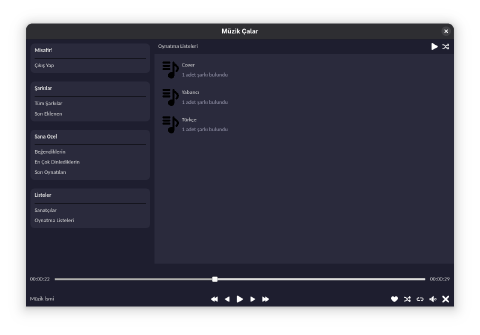 Müzik Çalar
Misafir!
Çıkış Yap
Şarkılar
Tüm Şarkılar
Son Eklenen
Sana Özel
Beğendiklerin
En Çok Dinlediklerin
Son Oynatılan
Listeler
Sanatçılar
Oynatma Listeleri
Oynatma Listeleri
Cover
1 adet şarkı bulundu
Yabancı
1 adet şarkı bulundu
Türkçe
1 adet şarkı bulundu
00:00:22
00:00:29
Müzik İsmi